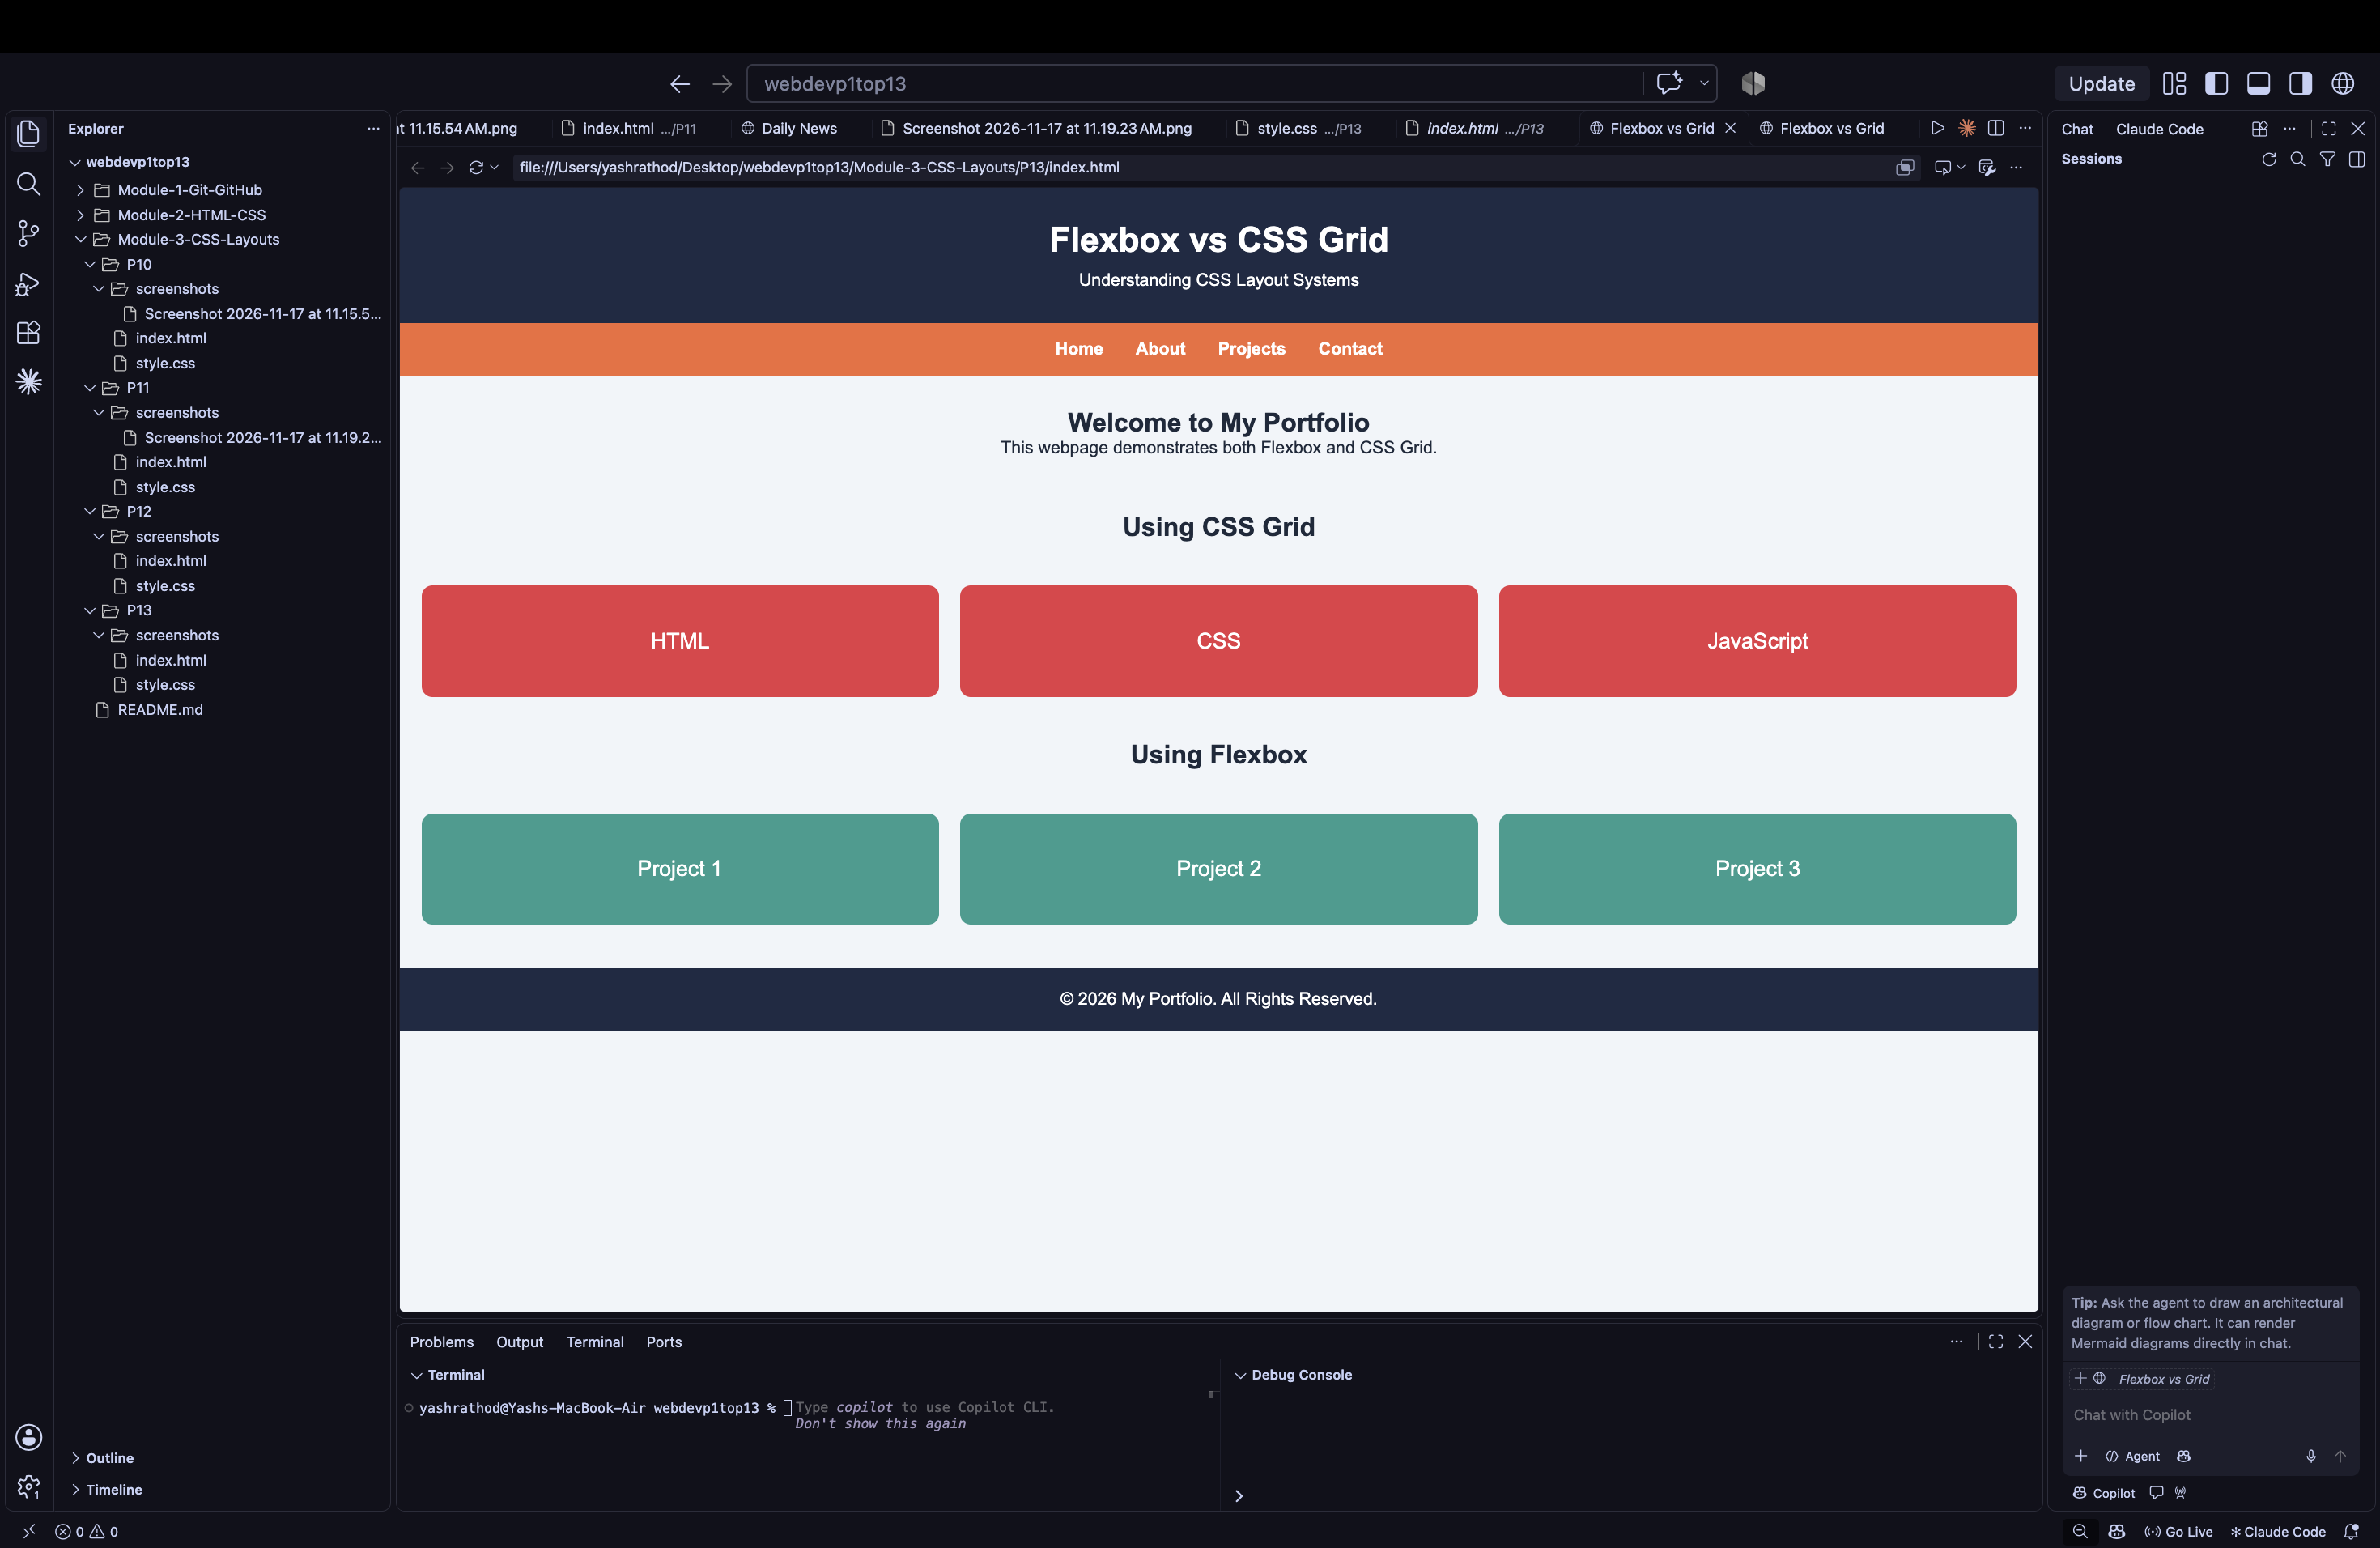 webdevp1top13
Update
Explorer
webdevp1top13
Module-1-Git-GitHub
Module-2-HTML-CSS
Module-3-CSS-Layouts
P10
screenshots
Screenshot 2026-11-17 at 11.15.5...
index.html
style.css
P11
screenshots
Screenshot 2026-11-17 at 11.19.2...
index.html
style.css
P12
screenshots
index.html
style.css
P13
screenshots
index.html
style.css
README.md
Outline
Timeline
at 11.15.54 AM.png
index.html .../P11
Daily News
Screenshot 2026-11-17 at 11.19.23 AM.png
style.css .../P13
index.html .../P13
Flexbox vs Grid
Flexbox vs Grid
file:///Users/yashrathod/Desktop/webdevp1top13/Module-3-CSS-Layouts/P13/index.html
Flexbox vs CSS Grid
Understanding CSS Layout Systems
Home About Projects Contact
Welcome to My Portfolio
This webpage demonstrates both Flexbox and CSS Grid.
Using CSS Grid
HTML CSS JavaScript
Using Flexbox
Project 1 Project 2 Project 3
© 2026 My Portfolio. All Rights Reserved.
Problems Output Terminal Ports
Terminal
yashrathod@Yashs-MacBook-Air webdevp1top13 % Type copilot to use Copilot CLI.
Don't show this again
Debug Console
Chat Claude Code
Sessions
Tip: Ask the agent to draw an architectural
diagram or flow chart. It can render
Mermaid diagrams directly in chat.
Flexbox vs Grid
Chat with Copilot
Agent
Copilot
0 0
Go Live Claude Code
1